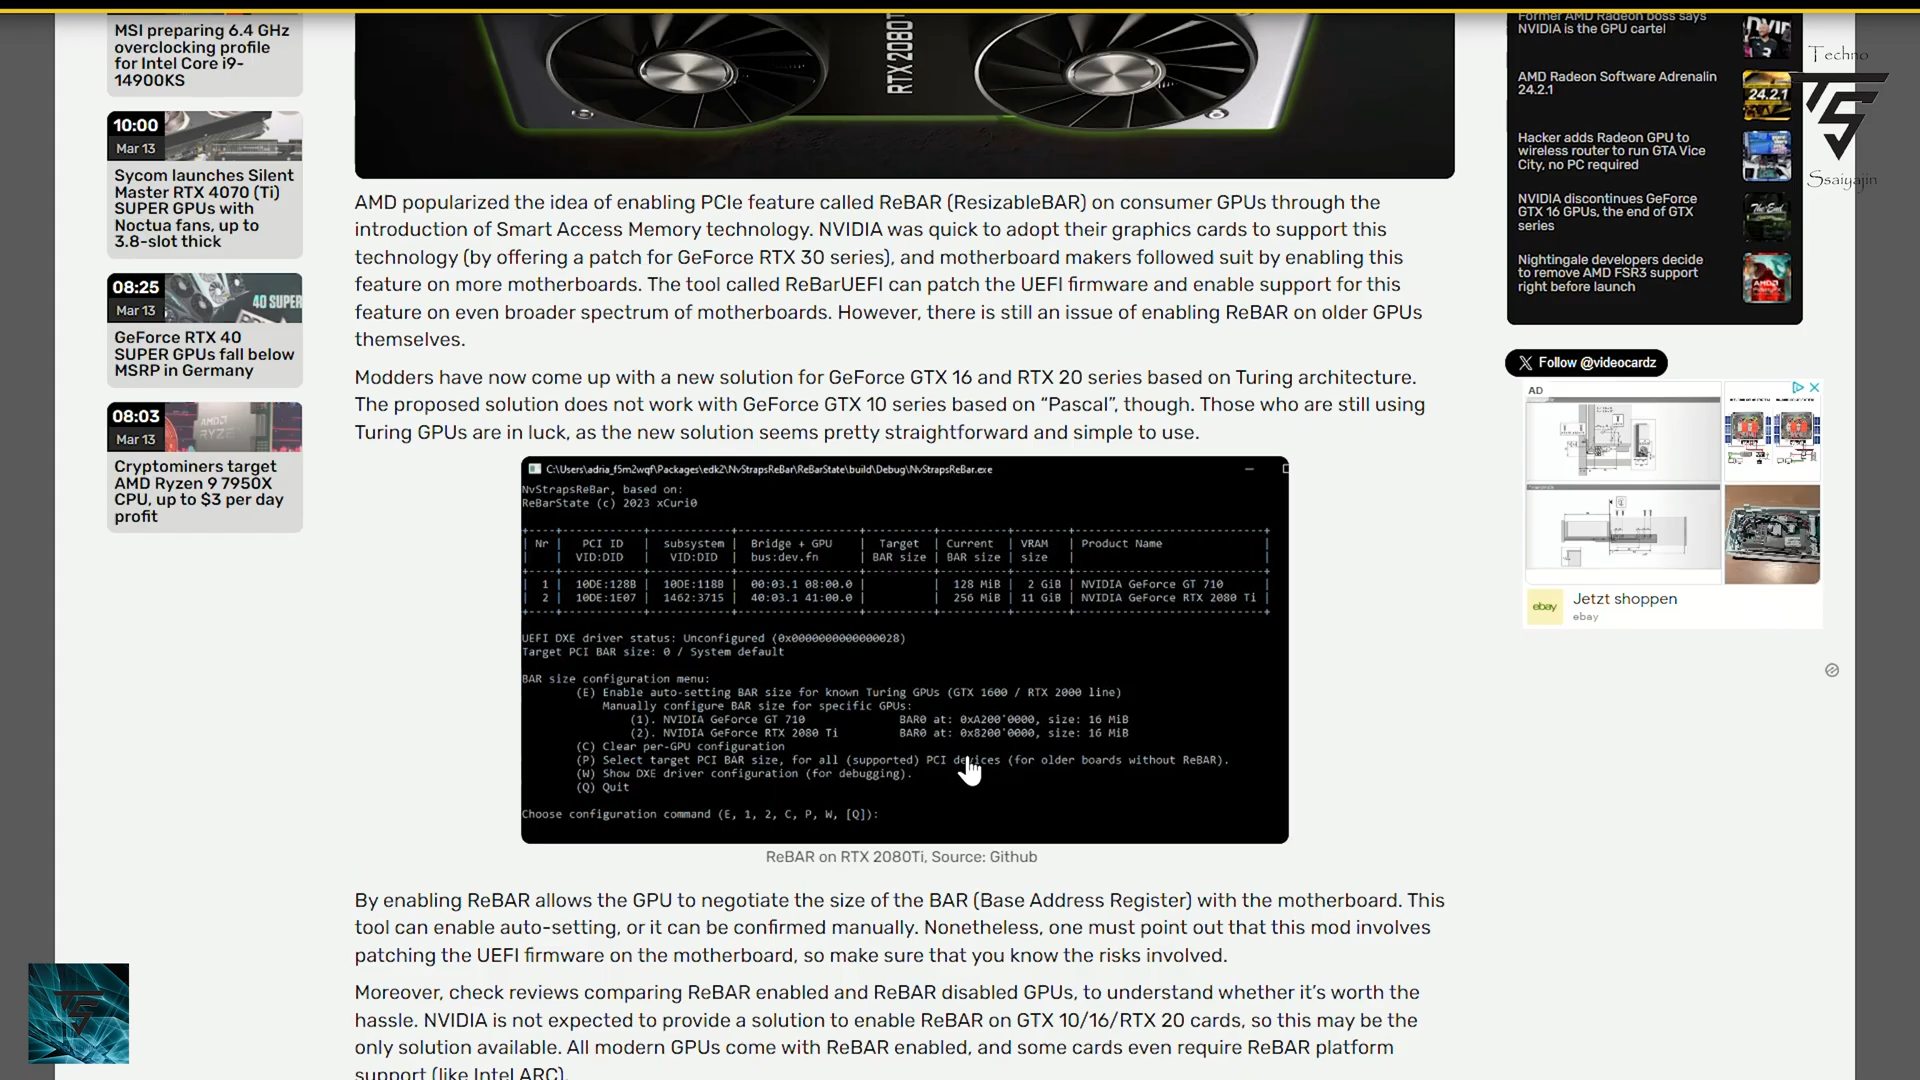 MSI preparing 6.4 GHz
overclocking profile
for Intel Core i9-
14900KS
10:00
Mar 13
Sycom launches Silent
Master RTX 4070 (Ti)
SUPER GPUs with
Noctua fans, up to
3.8-slot thick
08:25
Mar 13
40 SUPER
GeForce RTX 40
SUPER GPUs fall below
MSRP in Germany
08:03
Mar 13
AMD
RYZEN
Cryptominers target
AMD Ryzen 9 7950X
CPU, up to $3 per day
profit
RTX 2080Ti
AMD popularized the idea of enabling PCIe feature called ReBAR (ResizableBAR) on consumer GPUs through the
introduction of Smart Access Memory technology. NVIDIA was quick to adopt their graphics cards to support this
technology (by offering a patch for GeForce RTX 30 series), and motherboard makers followed suit by enabling this
feature on more motherboards. The tool called ReBarUEFI can patch the UEFI firmware and enable support for this
feature on even broader spectrum of motherboards. However, there is still an issue of enabling ReBAR on older GPUs
themselves.
Modders have now come up with a new solution for GeForce GTX 16 and RTX 20 series based on Turing architecture.
The proposed solution does not work with GeForce GTX 10 series based on “Pascal”, though. Those who are still using
Turing GPUs are in luck, as the new solution seems pretty straightforward and simple to use.
C:\Users\adria_f5m2wqf\Packages\edk2\NvStrapsReBar\ReBarState\build\Debug\NvStrapsReBar.exe
NvStrapsReBar, based on:
ReBarState (c) 2023 xCuri0
| Nr | PCI ID | subsystem | Bridge + GPU | Target | Current | VRAM | Product Name |
| | VID:DID | VID:DID | bus:dev.fn | BAR size | BAR size | size | |
| 1 | 10DE:128B | 10DE:118B | 00:03.1 08:00.0 | | 128 MiB | 2 GiB | NVIDIA GeForce GT 710 |
| 2 | 10DE:1E07 | 1462:3715 | 40:03.1 41:00.0 | | 256 MiB | 11 GiB | NVIDIA GeForce RTX 2080 Ti |
UEFI DXE driver status: Unconfigured (0x0000000000000028)
Target PCI BAR size: 0 / System default
BAR size configuration menu:
(E) Enable auto-setting BAR size for known Turing GPUs (GTX 1600 / RTX 2000 line)
Manually configure BAR size for specific GPUs:
(1). NVIDIA GeForce GT 710 BAR0 at: 0xA200'0000, size: 16 MiB
(2). NVIDIA GeForce RTX 2080 Ti BAR0 at: 0x8200'0000, size: 16 MiB
(C) Clear per-GPU configuration
(P) Select target PCI BAR size, for all (supported) PCI devices (for older boards without ReBAR).
(W) Show DXE driver configuration (for debugging).
(Q) Quit
Choose configuration command (E, 1, 2, C, P, W, [Q]):
ReBAR on RTX 2080Ti, Source: Github
By enabling ReBAR allows the GPU to negotiate the size of the BAR (Base Address Register) with the motherboard. This
tool can enable auto-setting, or it can be confirmed manually. Nonetheless, one must point out that this mod involves
patching the UEFI firmware on the motherboard, so make sure that you know the risks involved.
Moreover, check reviews comparing ReBAR enabled and ReBAR disabled GPUs, to understand whether it’s worth the
hassle. NVIDIA is not expected to provide a solution to enable ReBAR on GTX 10/16/RTX 20 cards, so this may be the
only solution available. All modern GPUs come with ReBAR enabled, and some cards even require ReBAR platform
support (like Intel ARC).
Former AMD Radeon boss says
NVIDIA is the GPU cartel
AMD Radeon Software Adrenalin
24.2.1
24.2.1
Hacker adds Radeon GPU to
wireless router to run GTA Vice
City, no PC required
NVIDIA discontinues GeForce
GTX 16 GPUs, the end of GTX
series
The End
Nightingale developers decide
to remove AMD FSR3 support
right before launch
Follow @videocardz
AD
ebay
Jetzt shoppen
ebay
Techno
TS
Ssaiyajin